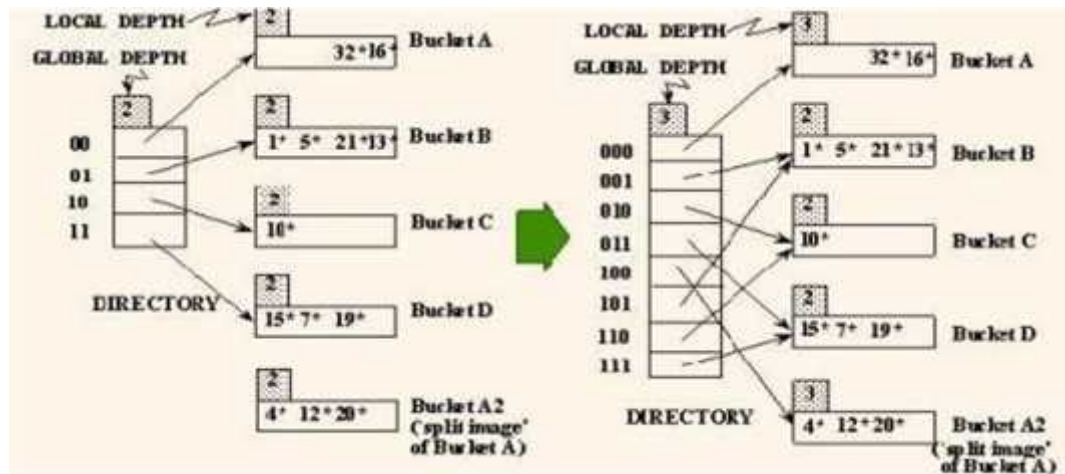 LOCAL DEPTH
2
Bucket A
32* 16*
GLOBAL DEPTH
2
2
00
1* 5* 21* 13*
Bucket B
01
10
2
11
10*
Bucket C
2
DIRECTORY
15* 7* 19*
Bucket D
2
4* 12* 20*
Bucket A2
('split image'
of Bucket A)
LOCAL DEPTH
3
32* 16*
Bucket A
GLOBAL DEPTH
3
2
000
1* 5* 21* 13*
Bucket B
001
010
2
011
10*
Bucket C
100
101
2
110
15* 7* 19*
Bucket D
111
3
DIRECTORY
4* 12* 20*
Bucket A2
('split image'
of Bucket A)